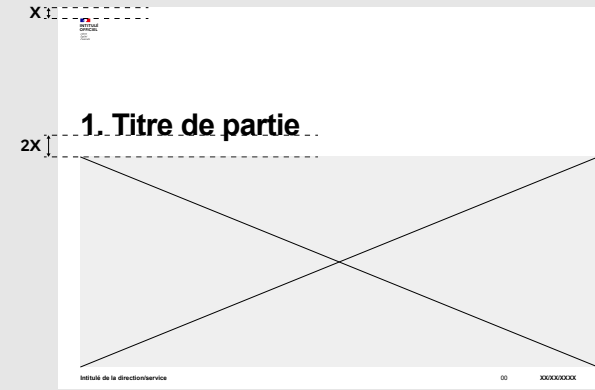 X
INTITULÉ
OFFICIEL
1. Titre de partie
2X
Intitulé de la direction/service 00 XX/XX/XXXX